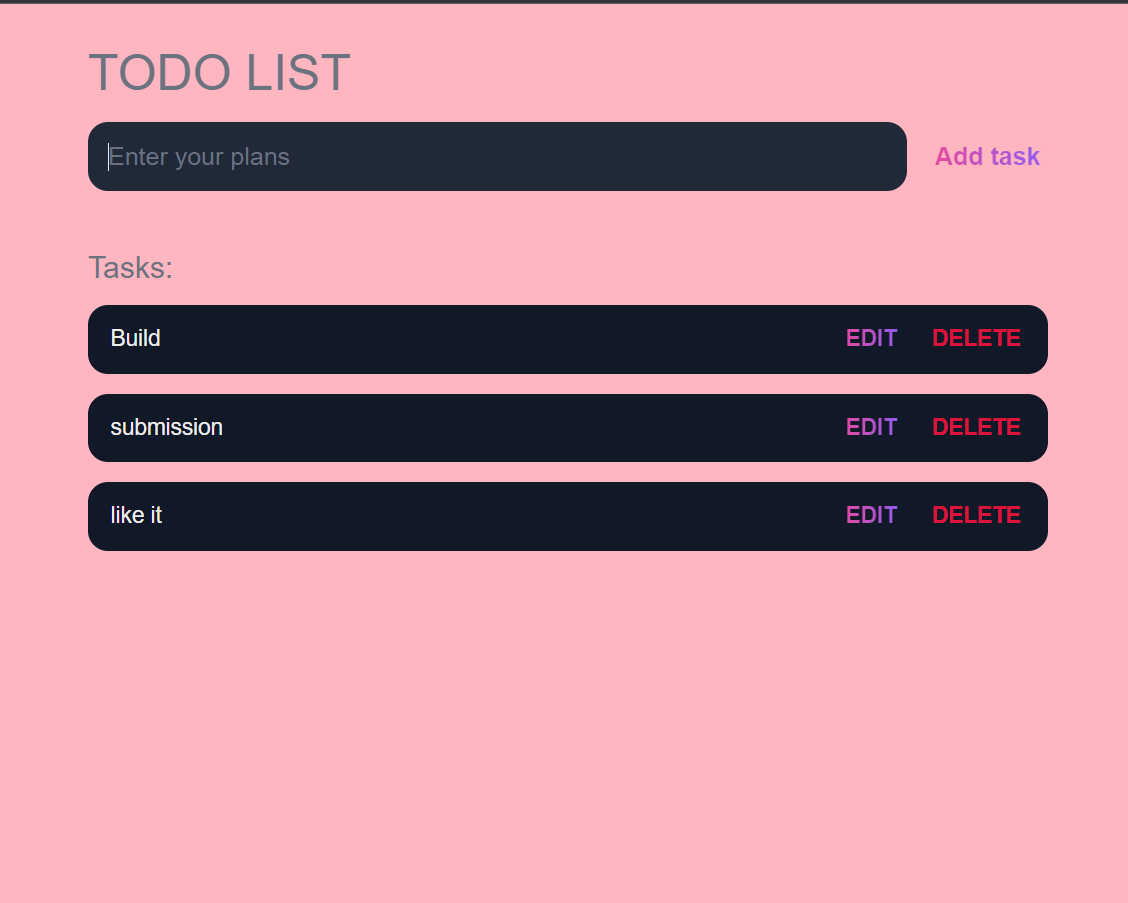 TODO LIST
Enter your plans Add task
Tasks:
Build EDIT DELETE
submission EDIT DELETE
like it EDIT DELETE